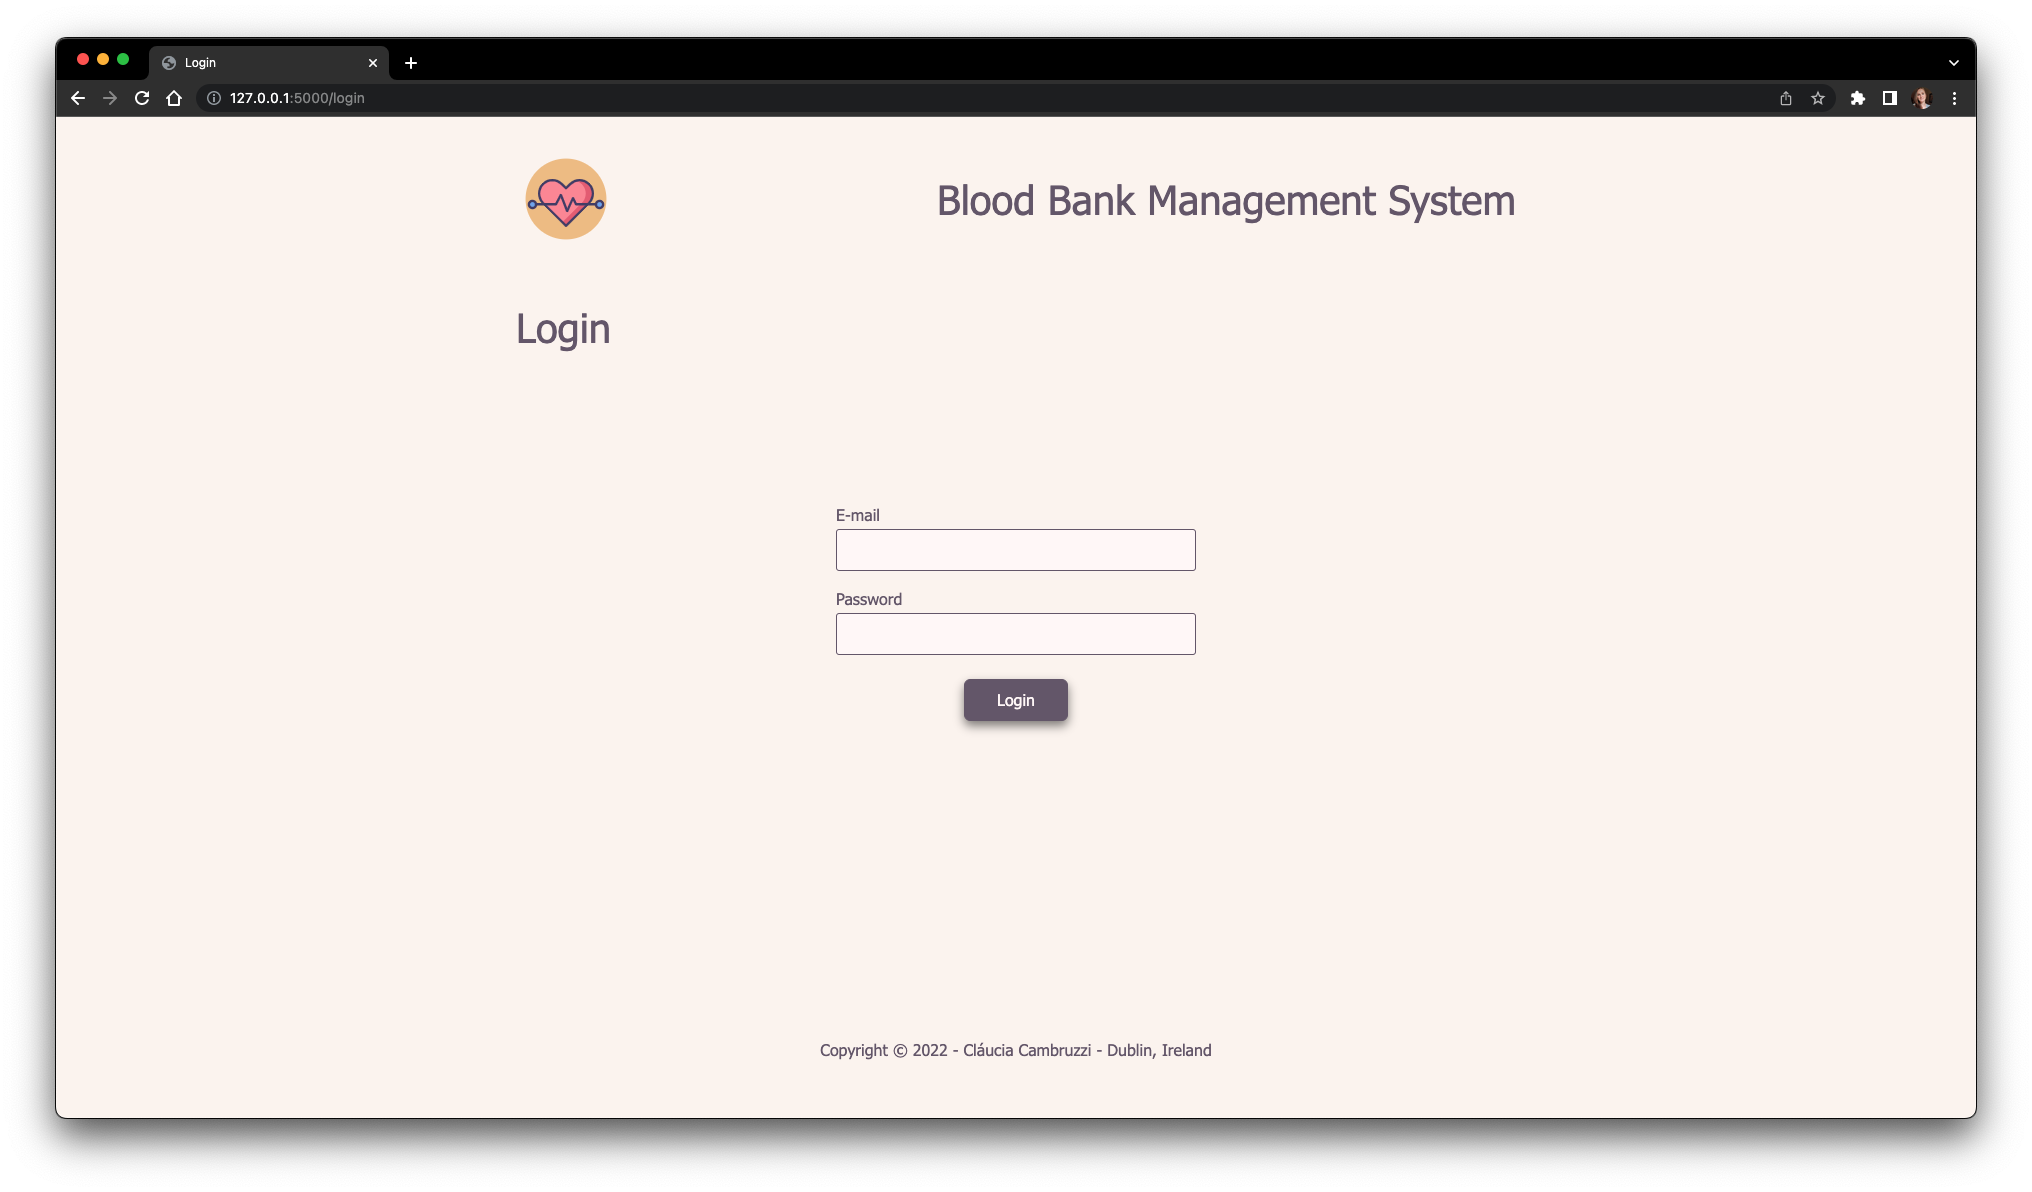 Login
127.0.0.1:5000/login
Blood Bank Management System
Login
E-mail
Password
Login
Copyright © 2022 - Cláucia Cambruzzi - Dublin, Ireland